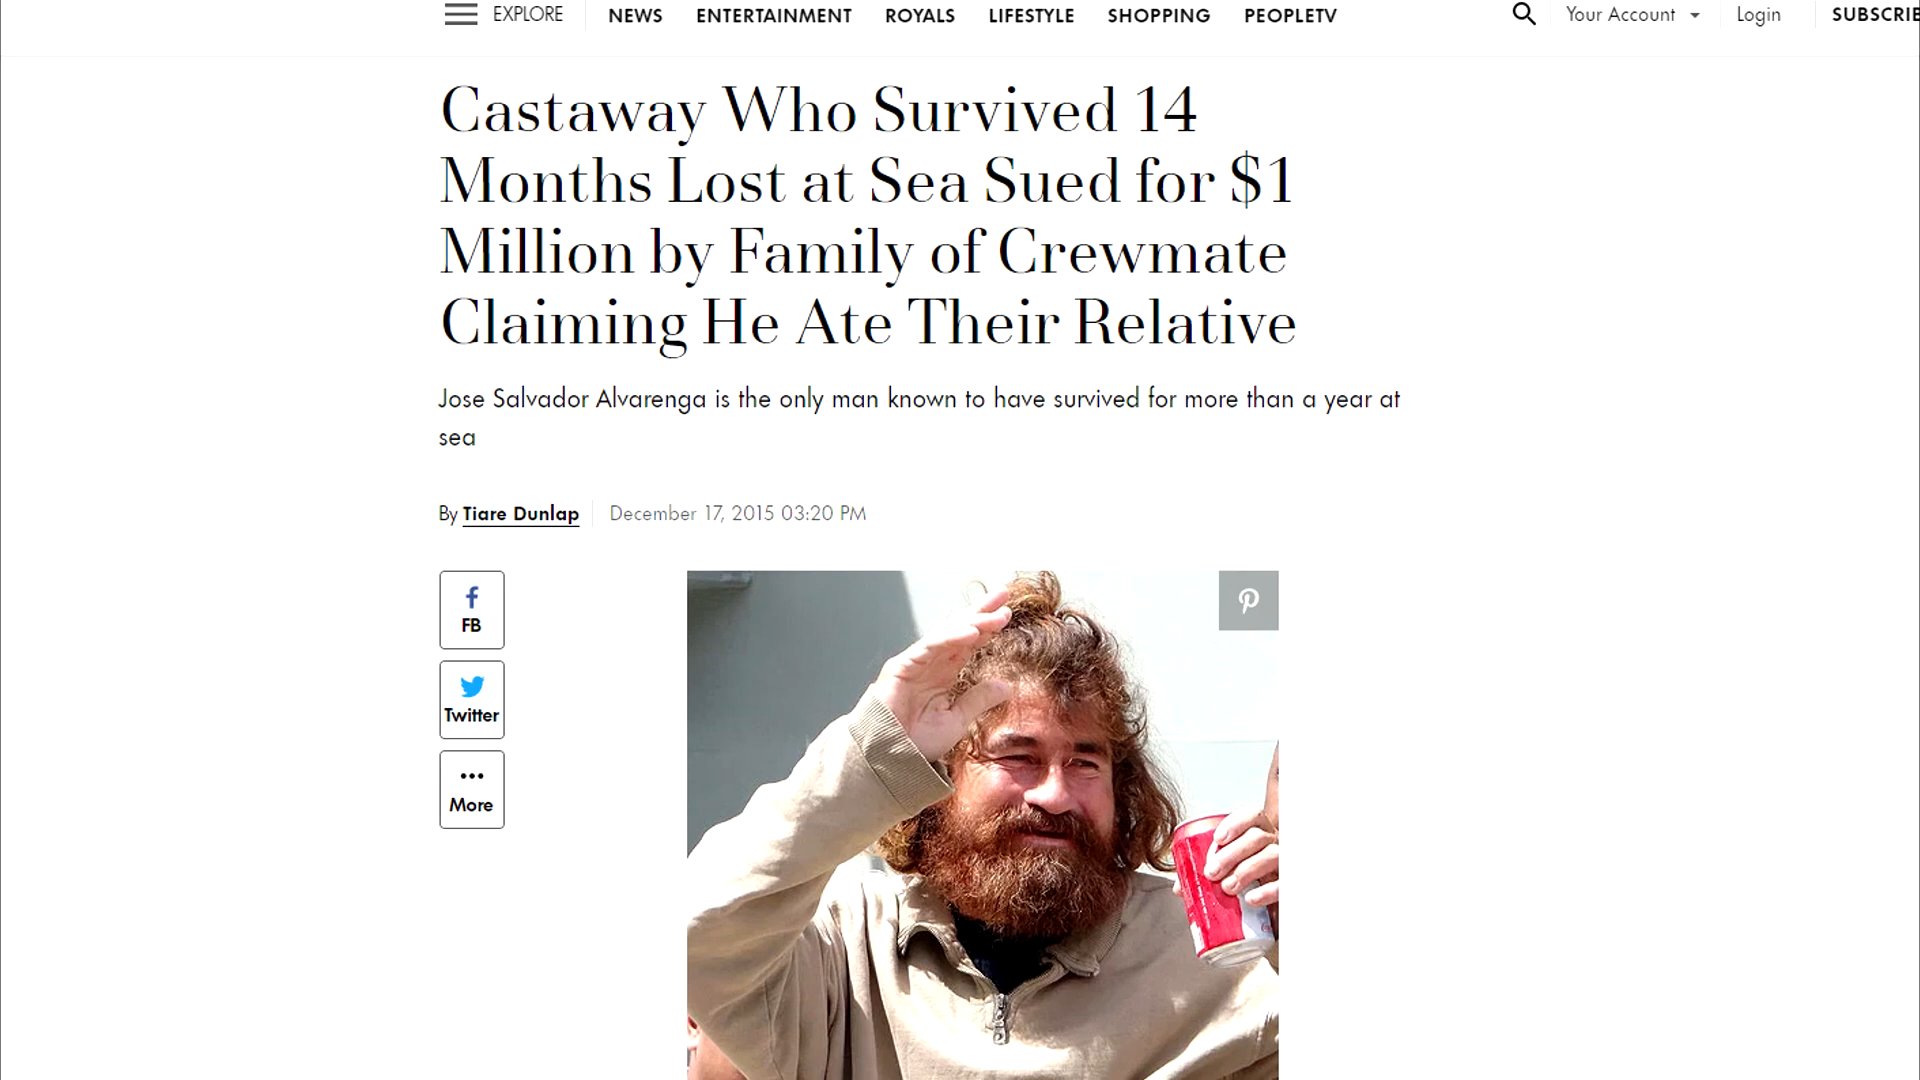 EXPLORE NEWS ENTERTAINMENT ROYALS LIFESTYLE SHOPPING PEOPLETV Your Account Login SUBSCRIB
Castaway Who Survived 14
Months Lost at Sea Sued for $1
Million by Family of Crewmate
Claiming He Ate Their Relative
Jose Salvador Alvarenga is the only man known to have survived for more than a year at
sea
By Tiare Dunlap December 17, 2015 03:20 PM
FB
Twitter
More